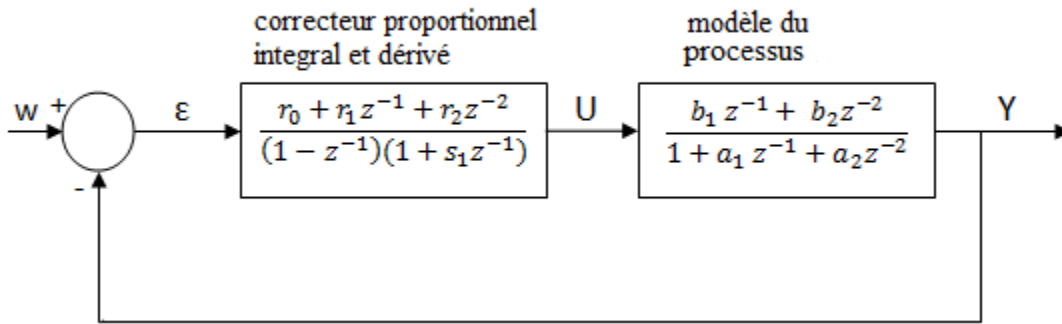 correcteur proportionnel
integral et dérivé
modèle du
processus
w + ε
r₀ + r₁z⁻¹ + r₂z⁻²
(1 − z⁻¹)(1 + s₁z⁻¹)
U
b₁ z⁻¹ + b₂z⁻²
1 + a₁ z⁻¹ + a₂z⁻²
Y
-